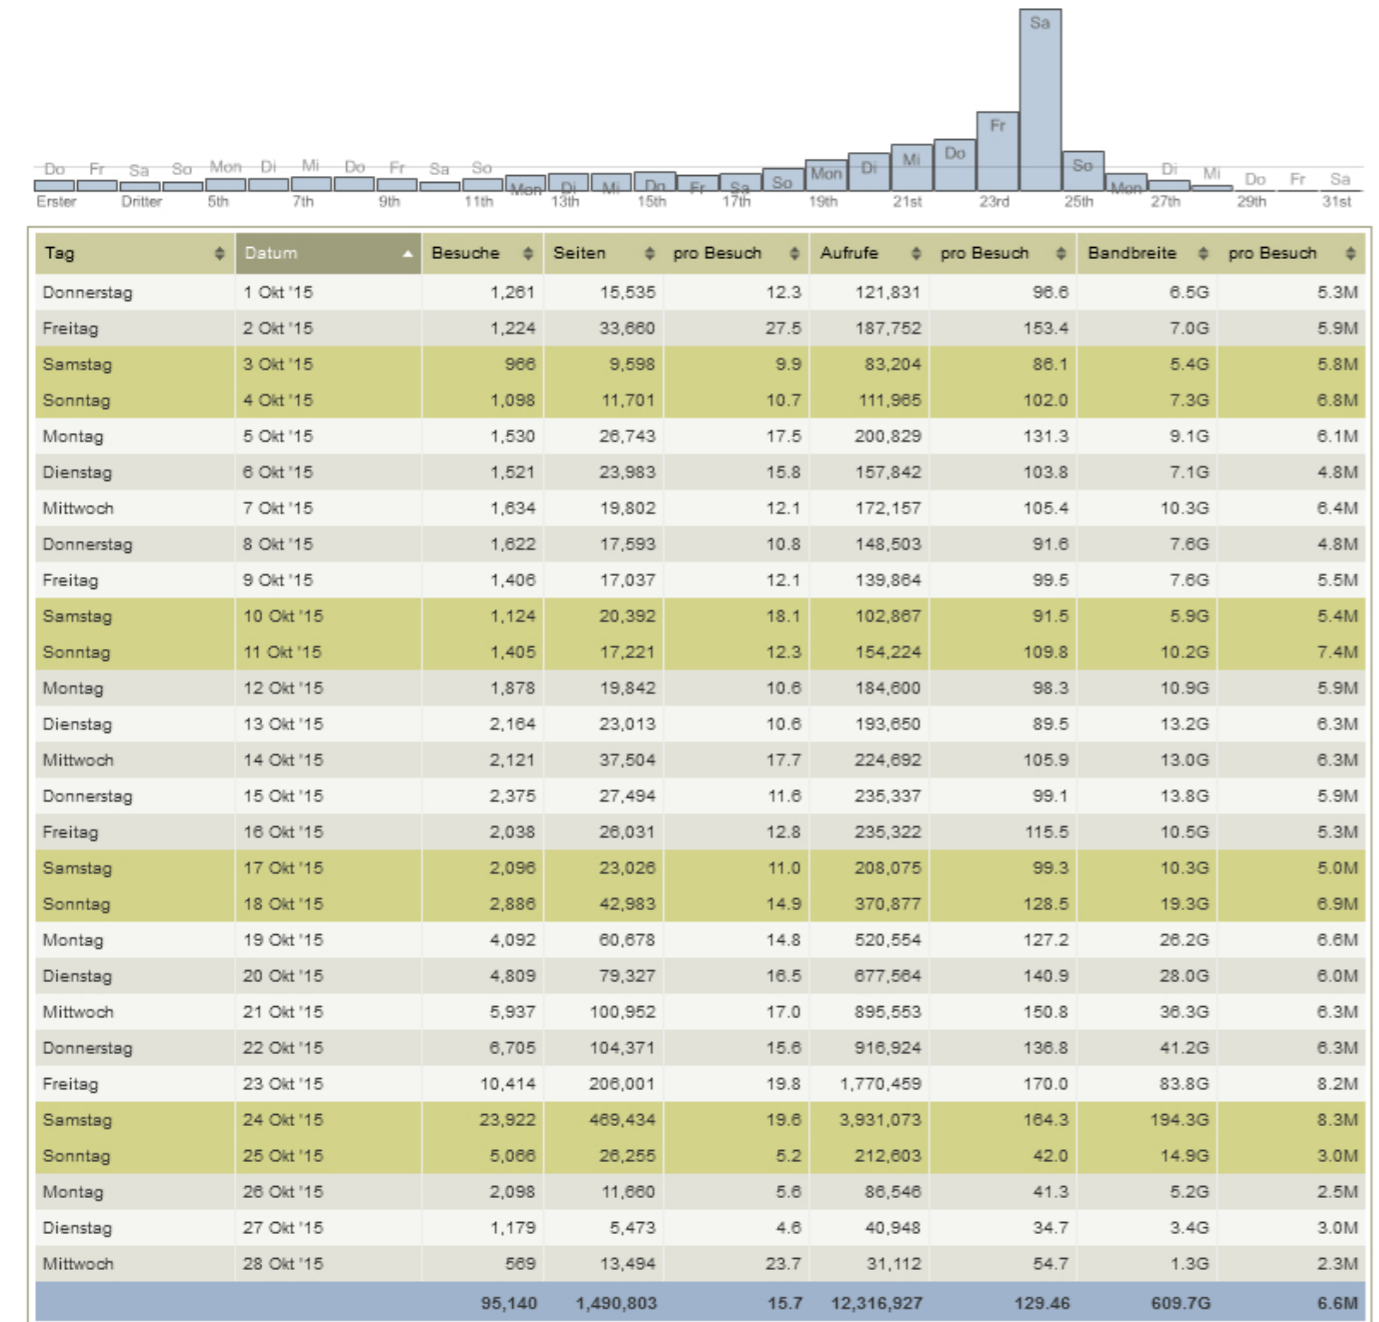 Sa
Fr
Do Fr Sa So Mon Di Mi Do Fr Sa So Mon Di Mi Do Fr Sa So Mon Di Mi Do So Mon Di Mi Do Fr Sa
Erster Dritter 5th 7th 9th 11th 13th 15th 17th 19th 21st 23rd 25th 27th 29th 31st
Tag Datum Besuche Seiten pro Besuch Aufrufe pro Besuch Bandbreite pro Besuch
Donnerstag 1 Okt '15 1,261 15,535 12.3 121,831 96.6 6.5G 5.3M
Freitag 2 Okt '15 1,224 33,660 27.5 187,752 153.4 7.0G 5.9M
Samstag 3 Okt '15 966 9,598 9.9 83,204 86.1 5.4G 5.8M
Sonntag 4 Okt '15 1,098 11,701 10.7 111,965 102.0 7.3G 6.8M
Montag 5 Okt '15 1,530 26,743 17.5 200,829 131.3 9.1G 6.1M
Dienstag 6 Okt '15 1,521 23,983 15.8 157,842 103.8 7.1G 4.8M
Mittwoch 7 Okt '15 1,634 19,802 12.1 172,157 105.4 10.3G 6.4M
Donnerstag 8 Okt '15 1,622 17,593 10.8 148,503 91.6 7.6G 4.8M
Freitag 9 Okt '15 1,406 17,037 12.1 139,864 99.5 7.6G 5.5M
Samstag 10 Okt '15 1,124 20,392 18.1 102,867 91.5 5.9G 5.4M
Sonntag 11 Okt '15 1,405 17,221 12.3 154,224 109.8 10.2G 7.4M
Montag 12 Okt '15 1,878 19,842 10.6 184,600 98.3 10.9G 5.9M
Dienstag 13 Okt '15 2,164 23,013 10.6 193,650 89.5 13.2G 6.3M
Mittwoch 14 Okt '15 2,121 37,504 17.7 224,692 105.9 13.0G 6.3M
Donnerstag 15 Okt '15 2,375 27,494 11.6 235,337 99.1 13.8G 5.9M
Freitag 16 Okt '15 2,038 26,031 12.8 235,322 115.5 10.5G 5.3M
Samstag 17 Okt '15 2,096 23,026 11.0 208,075 99.3 10.3G 5.0M
Sonntag 18 Okt '15 2,886 42,983 14.9 370,877 128.5 19.3G 6.9M
Montag 19 Okt '15 4,092 60,678 14.8 520,554 127.2 26.2G 6.6M
Dienstag 20 Okt '15 4,809 79,327 16.5 677,564 140.9 28.0G 6.0M
Mittwoch 21 Okt '15 5,937 100,952 17.0 895,553 150.8 36.3G 6.3M
Donnerstag 22 Okt '15 6,705 104,371 15.6 916,924 136.8 41.2G 6.3M
Freitag 23 Okt '15 10,414 206,001 19.8 1,770,459 170.0 83.8G 8.2M
Samstag 24 Okt '15 23,922 469,434 19.6 3,931,073 164.3 194.3G 8.3M
Sonntag 25 Okt '15 5,066 26,255 5.2 212,603 42.0 14.9G 3.0M
Montag 26 Okt '15 2,098 11,660 5.6 86,546 41.3 5.2G 2.5M
Dienstag 27 Okt '15 1,179 5,473 4.6 40,948 34.7 3.4G 3.0M
Mittwoch 28 Okt '15 569 13,494 23.7 31,112 54.7 1.3G 2.3M
95,140 1,490,803 15.7 12,316,927 129.46 609.7G 6.6M